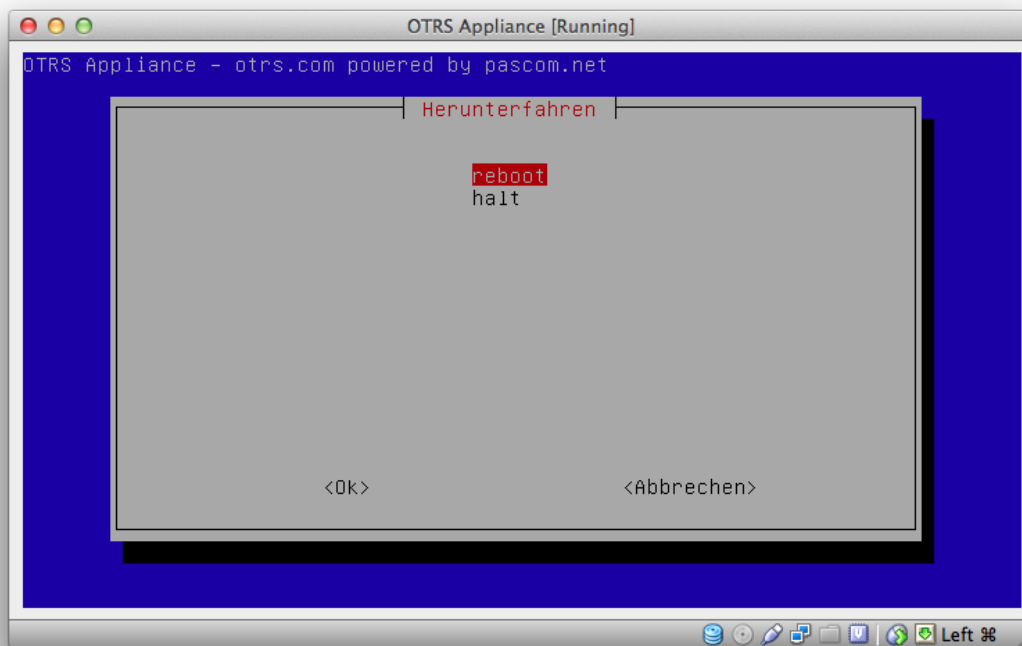 OTRS Appliance [Running]
OTRS Appliance - otrs.com powered by pascom.net
Herunterfahren
reboot
halt
<Ok> <Abbrechen>
Left ⌘